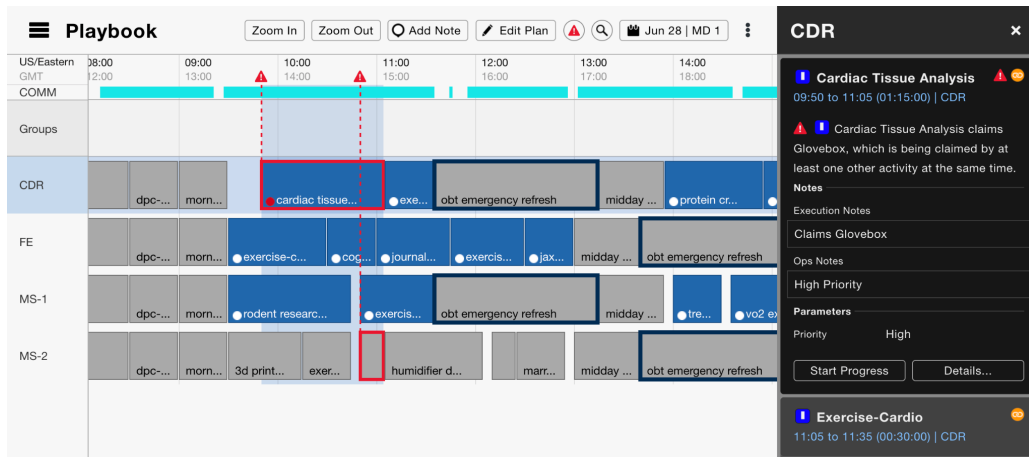 Playbook
Zoom In
Zoom Out
Add Note
Edit Plan
Jun 28 | MD 1
US/Eastern 08:00 09:00 10:00 11:00 12:00 13:00 14:00
GMT 12:00 13:00 14:00 15:00 16:00 17:00 18:00
COMM
Groups
CDR
dpc-... morn... cardiac tissue... exe... obt emergency refresh midday ... protein cr...
FE
dpc-... morn... exercise-c... cog... journal... exercis... jax... midday ... obt emergency refresh
MS-1
dpc-... morn... rodent researc... exercis... obt emergency refresh midday ... tre... vo2 ex
MS-2
dpc-... morn... 3d print... exer... humidifier d... marr... midday ... obt emergency refresh
CDR ×
I Cardiac Tissue Analysis
09:50 to 11:05 (01:15:00) | CDR
I Cardiac Tissue Analysis claims
Glovebox, which is being claimed by at
least one other activity at the same time.
Notes
Execution Notes
Claims Glovebox
Ops Notes
High Priority
Parameters
Priority High
Start Progress
Details...
I Exercise-Cardio
11:05 to 11:35 (00:30:00) | CDR